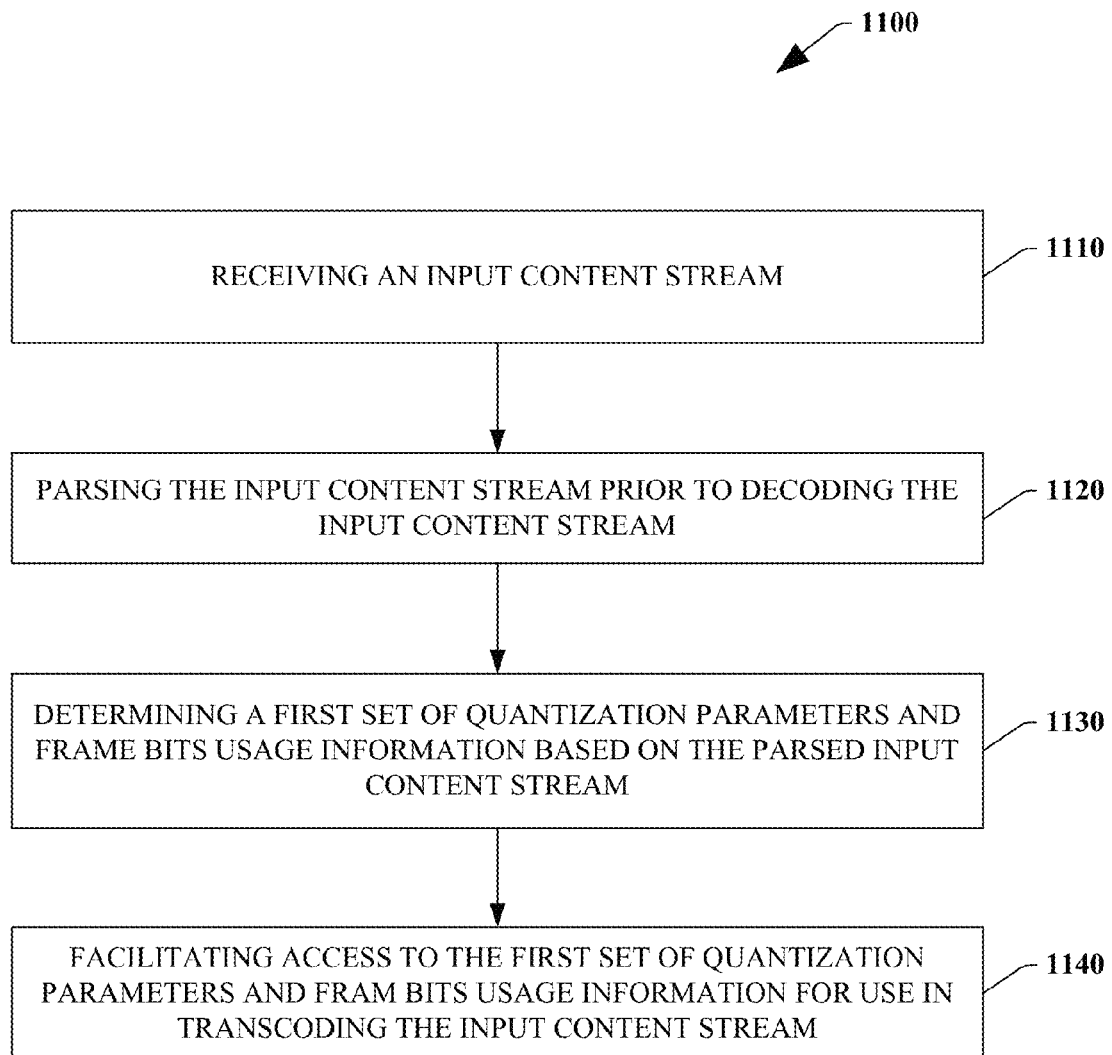 1100
RECEIVING AN INPUT CONTENT STREAM
1110
PARSING THE INPUT CONTENT STREAM PRIOR TO DECODING THE
INPUT CONTENT STREAM
1120
DETERMINING A FIRST SET OF QUANTIZATION PARAMETERS AND
FRAME BITS USAGE INFORMATION BASED ON THE PARSED INPUT
CONTENT STREAM
1130
FACILITATING ACCESS TO THE FIRST SET OF QUANTIZATION
PARAMETERS AND FRAM BITS USAGE INFORMATION FOR USE IN
TRANSCODING THE INPUT CONTENT STREAM
1140